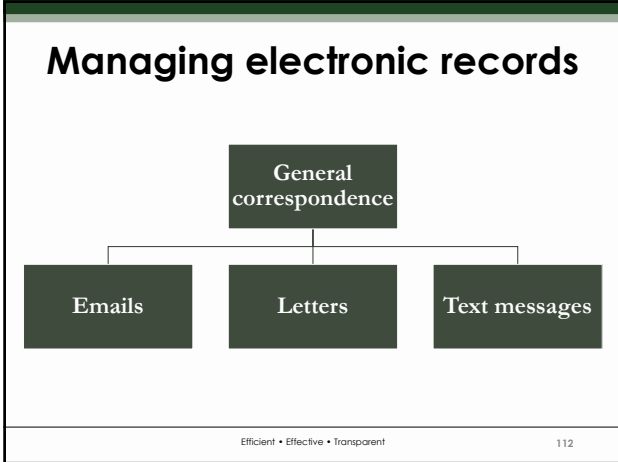 Managing electronic records
General
correspondence
Emails
Letters
Text messages
Efficient • Effective • Transparent
112